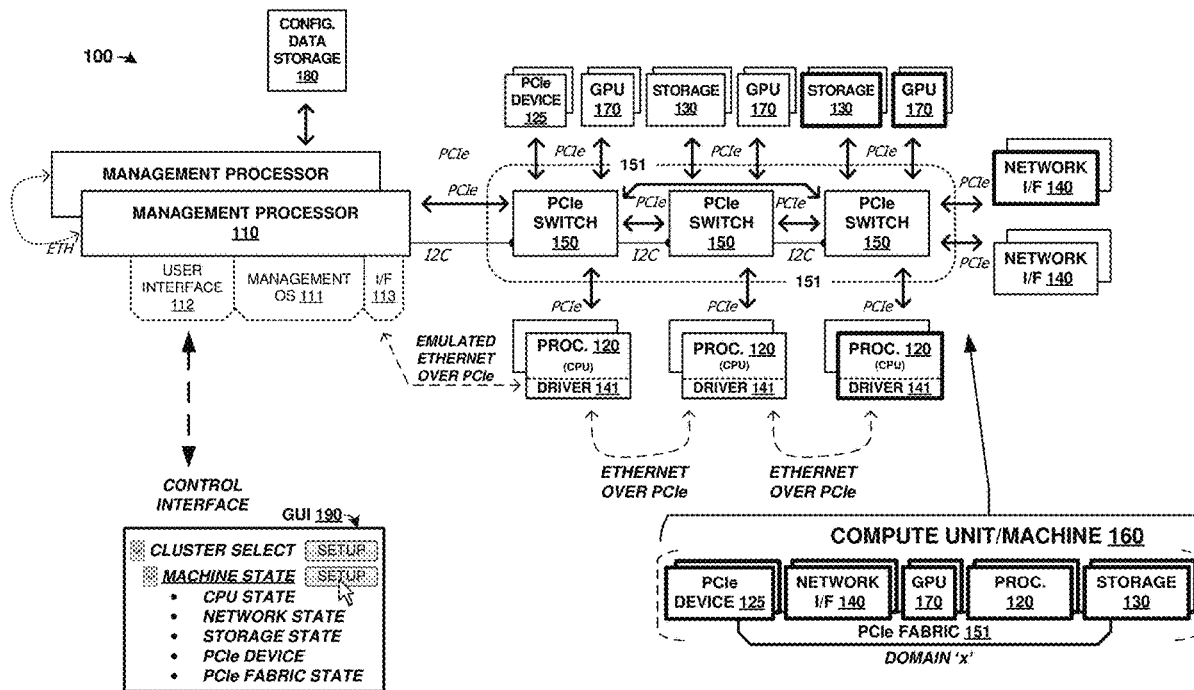 100
CONFIG.
DATA
STORAGE
180
PCIe
DEVICE
125
GPU
170
STORAGE
130
GPU
170
STORAGE
130
GPU
170
PCIe
PCIe
PCIe
PCIe
PCIe
PCIe
PCIe
151
MANAGEMENT PROCESSOR
MANAGEMENT PROCESSOR
110
ETH
PCIe
I2C
PCIe
SWITCH
150
PCIe
I2C
PCIe
SWITCH
150
PCIe
I2C
PCIe
SWITCH
150
151
PCIe
NETWORK
I/F 140
PCIe
NETWORK
I/F 140
USER
INTERFACE
112
MANAGEMENT
OS 111
I/F
113
EMULATED
ETHERNET
OVER PCIe
PCIe
PCIe
PCIe
PROC. 120
(CPU)
DRIVER 141
PROC. 120
(CPU)
DRIVER 141
PROC. 120
(CPU)
DRIVER 141
ETHERNET
OVER PCIe
ETHERNET
OVER PCIe
CONTROL
INTERFACE
GUI 190
CLUSTER SELECT SETUP
MACHINE STATE SETUP
• CPU STATE
• NETWORK STATE
• STORAGE STATE
• PCIe DEVICE
• PCIe FABRIC STATE
COMPUTE UNIT/MACHINE 160
PCIe
DEVICE 125
NETWORK
I/F 140
GPU
170
PROC.
120
STORAGE
130
PCIe FABRIC 151
DOMAIN 'x'